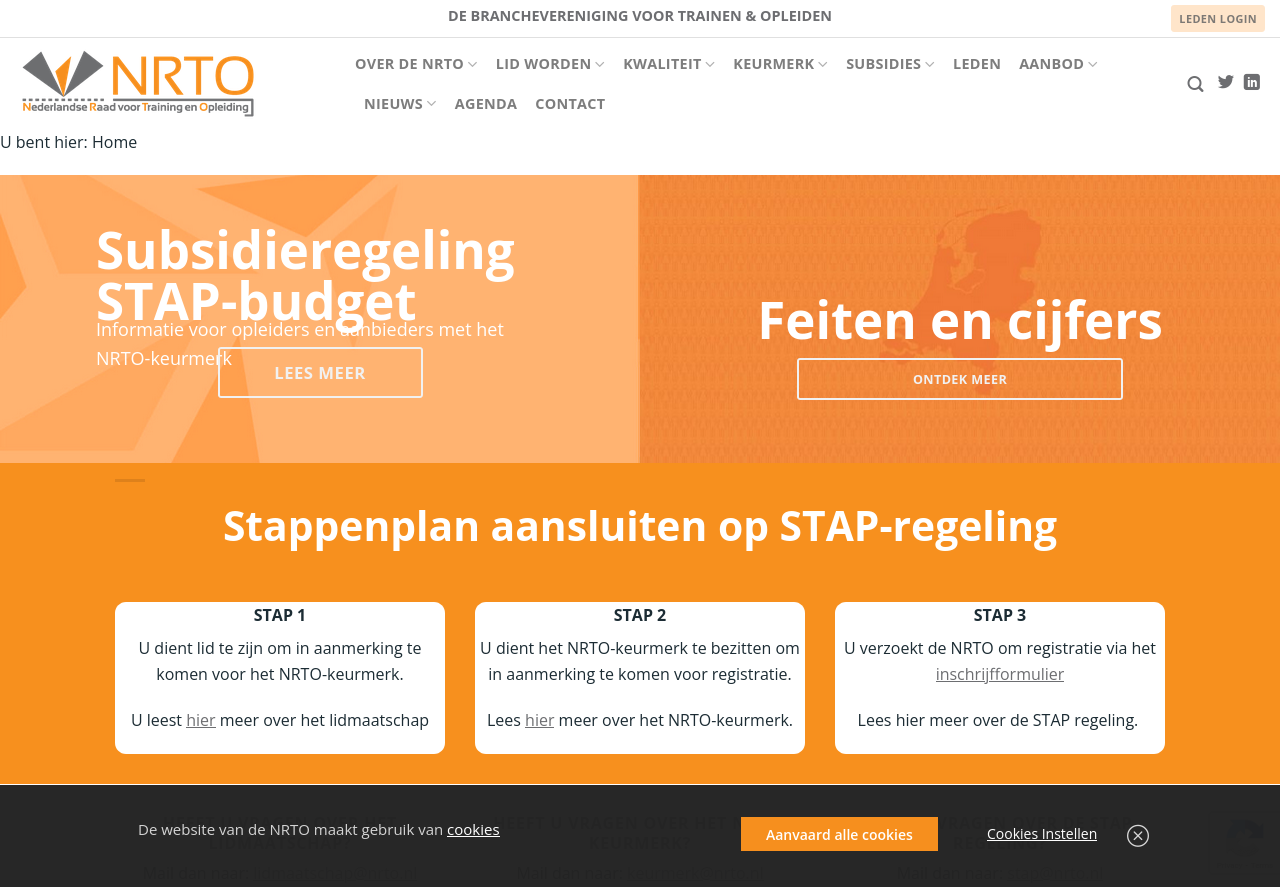 DE BRANCHEVERENIGING VOOR TRAINEN & OPLEIDEN
LEDEN LOGIN
NRTO
Nederlandse Raad voor Training en Opleiding
OVER DE NRTO LID WORDEN KWALITEIT KEURMERK SUBSIDIES LEDEN AANBOD
NIEUWS AGENDA CONTACT
U bent hier: Home
Subsidieregeling
STAP-budget
Informatie voor opleiders en aanbieders met het
NRTO-keurmerk
LEES MEER
Feiten en cijfers
ONTDEK MEER
Stappenplan aansluiten op STAP-regeling
STAP 1
U dient lid te zijn om in aanmerking te
komen voor het NRTO-keurmerk.
U leest hier meer over het lidmaatschap
STAP 2
U dient het NRTO-keurmerk te bezitten om
in aanmerking te komen voor registratie.
Lees hier meer over het NRTO-keurmerk.
STAP 3
U verzoekt de NRTO om registratie via het
inschrijfformulier
Lees hier meer over de STAP regeling.
De website van de NRTO maakt gebruik van cookies
Aanvaard alle cookies
Cookies Instellen